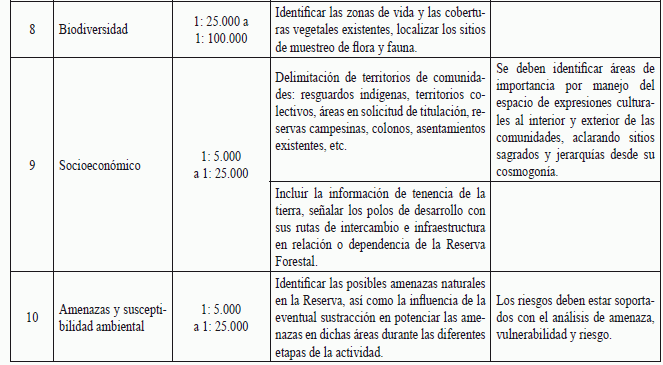 8
Biodiversidad
1: 25.000 a
1: 100.000
Identificar las zonas de vida y las cobertu-
ras vegetales existentes, localizar los sitios
de muestreo de flora y fauna.
9
Socioeconómico
1: 5.000
a 1: 25.000
Delimitación de territorios de comunida-
des: resguardos indígenas, territorios co-
lectivos, áreas en solicitud de titulación, re-
servas campesinas, colonos, asentamientos
existentes, etc.
Se deben identificar áreas de
importancia por manejo del
espacio de expresiones cultura-
les al interior y exterior de las
comunidades, aclarando sitios
sagrados y jerarquías desde su
cosmogonía.
Incluir la información de tenencia de la
tierra, señalar los polos de desarrollo con
sus rutas de intercambio e infraestructura
en relación o dependencia de la Reserva
Forestal.
10
Amenazas y suscepti-
bilidad ambiental
1: 5.000
a 1: 25.000
Identificar las posibles amenazas naturales
en la Reserva, así como la influencia de la
eventual sustracción en potenciar las ame-
nazas en dichas áreas durante las diferentes
etapas de la actividad.
Los riesgos deben estar soporta-
dos con el análisis de amenaza,
vulnerabilidad y riesgo.